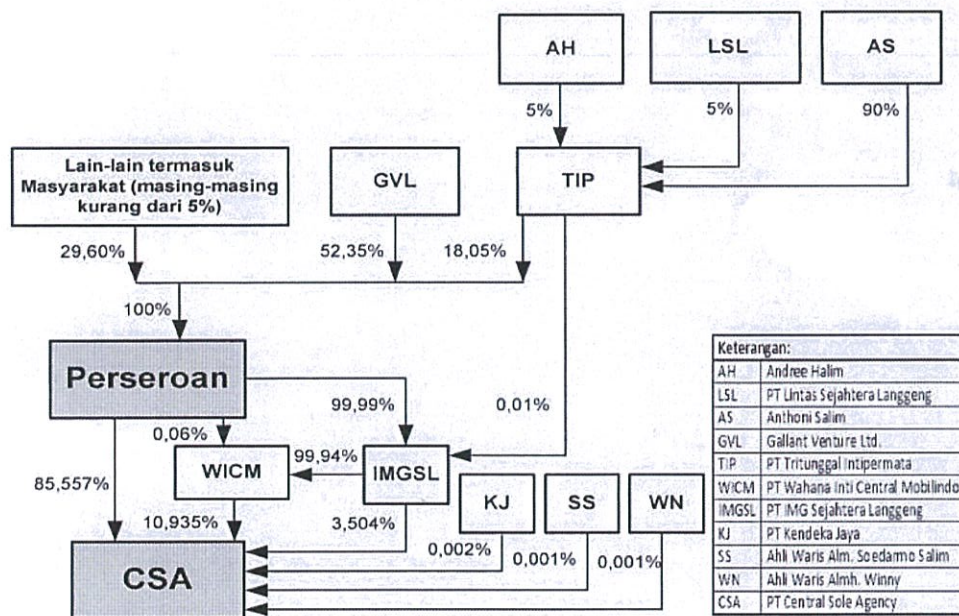 AH
LSL
AS
5%
5%
90%
Lain-lain termasuk
Masyarakat (masing-masing
kurang dari 5%)
GVL
TIP
29,60%
52,35%
18,05%
100%
Perseroan
99,99%
0,01%
0,06%
WICM
99,94%
IMGSL
85,557%
10,935%
3,504%
KJ
SS
WN
0,002%
0,001%
0,001%
CSA
Keterangan:
AH Andree Halim
LSL PT Lintas Sejahtera Langgeng
AS Anthoni Salim
GVL Gallant Venture Ltd.
TIP PT Tritunggal Intipermata
WICM PT Wahana Inti Central Mobilindo
IMGSL PT IMG Sejahtera Langgeng
KJ PT Kendeka Jaya
SS Ahli Waris Alm. Soedarmo Salim
WN Ahli Waris Almh. Winny
CSA PT Central Sole Agency